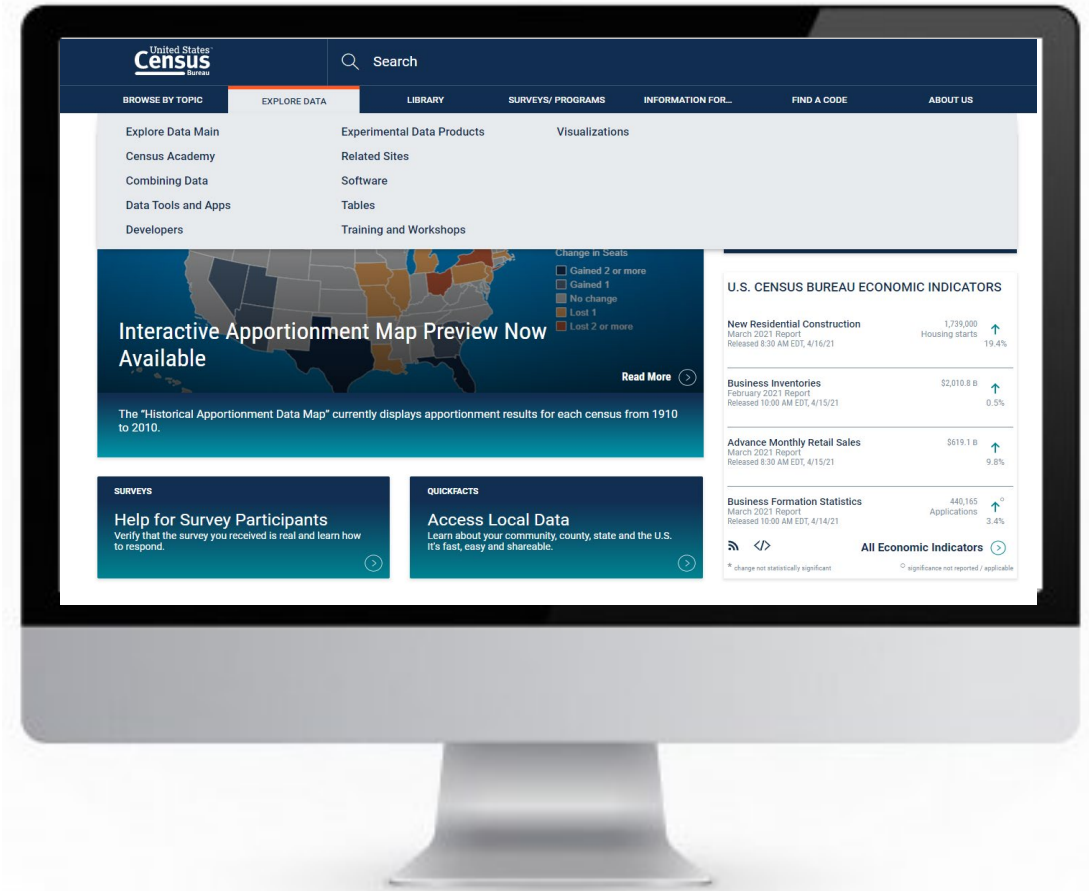 United States™
Census
Bureau
Search
BROWSE BY TOPIC
EXPLORE DATA
LIBRARY
SURVEYS/ PROGRAMS
INFORMATION FOR...
FIND A CODE
ABOUT US
Explore Data Main
Census Academy
Combining Data
Data Tools and Apps
Developers
Experimental Data Products
Related Sites
Software
Tables
Training and Workshops
Visualizations
Change in Seats
Gained 2 or more
Gained 1
No change
Lost 1
Lost 2 or more
Interactive Apportionment Map Preview Now
Available
Read More
The "Historical Apportionment Data Map" currently displays apportionment results for each census from 1910
to 2010.
SURVEYS
Help for Survey Participants
Verify that the survey you received is real and learn how
to respond.
QUICKFACTS
Access Local Data
Learn about your community, county, state and the U.S.
It's fast, easy and shareable.
U.S. CENSUS BUREAU ECONOMIC INDICATORS
New Residential Construction
March 2021 Report
Released 8:30 AM EDT, 4/16/21
1,739,000
Housing starts
19.4%
Business Inventories
February 2021 Report
Released 10:00 AM EDT, 4/15/21
$2,010.8 B
0.5%
Advance Monthly Retail Sales
March 2021 Report
Released 8:30 AM EDT, 4/15/21
$619.1 B
9.8%
Business Formation Statistics
March 2021 Report
Released 10:00 AM EDT, 4/14/21
440,165
Applications
3.4%
</>
All Economic Indicators
* change not statistically significant
° significance not reported / applicable